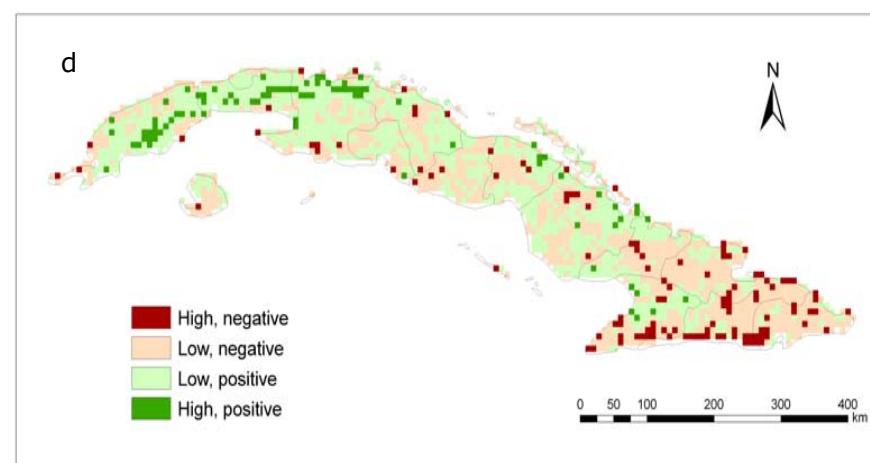 d
N
High, negative
Low, negative
Low, positive
High, positive
0 50 100 200 300 400
km